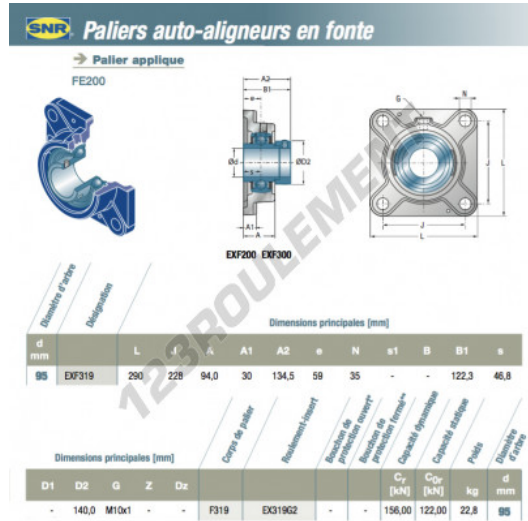 SNR Paliers auto-aligneurs en fonte
Palier applique
FE200
A2
B1
e
G
N
Ød
s
ØD2
J
L
A1
A
J
L
EXF200 EXF300
123ROULEMENT
Diamètre d'arbre
Désignation
Dimensions principales [mm]
d mm L J A A1 A2 e N s1 B B1 s
95 EXF319 290 228 94,0 30 134,5 59 35 - - 122,3 46,8
Dimensions principales [mm]
Corps de palier
Roulement-insert
Bouchon de protection ouvert*
Bouchon de protection fermé**
Capacité dynamique
Capacité statique
Poids
Diamètre d'arbre
D1 D2 G Z Dz Cr [kN] C0r [kN] kg d mm
- 140,0 M10x1 - - F319 EX319G2 - - 156,00 122,00 22,8 95